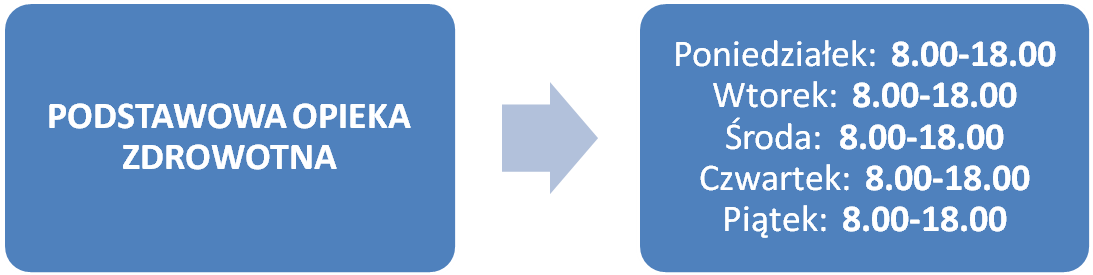 PODSTAWOWA OPIEKA
ZDROWOTNA
Poniedziałek: 8.00-18.00
Wtorek: 8.00-18.00
Środa: 8.00-18.00
Czwartek: 8.00-18.00
Piątek: 8.00-18.00